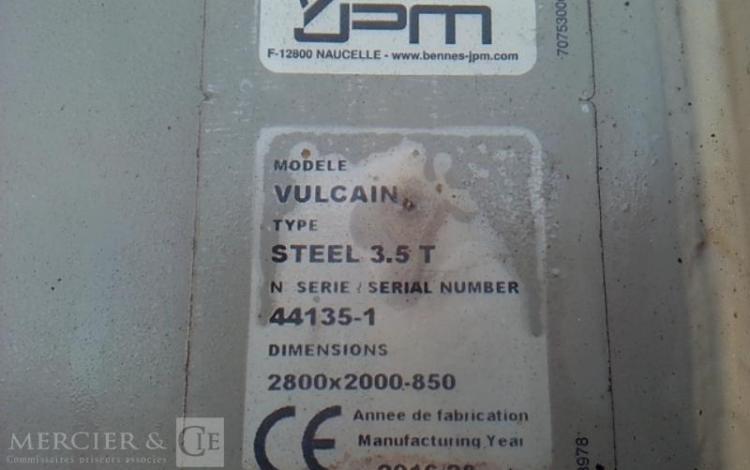 JPM
F-12800 NAUCELLE - www.bennes-jpm.com
MODELE
VULCAIN
TYPE
STEEL 3.5 T
N° SERIE / SERIAL NUMBER
44135-1
DIMENSIONS
2800x2000-850
CE
Annee de fabrication
Manufacturing Year
MERCIER & CIE
Commissaires priseurs associés